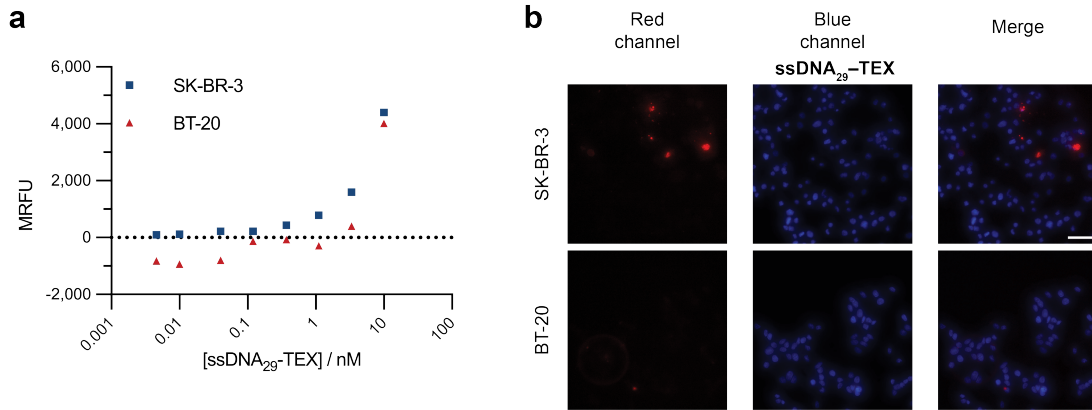 a
6,000
4,000
2,000
0
-2,000
MRFU
SK-BR-3
BT-20
0.001
0.01
0.1
1
10
100
[ssDNA₂₉-TEX] / nM
b
Red
channel
Blue
channel
ssDNA₂₉–TEX
Merge
SK-BR-3
BT-20